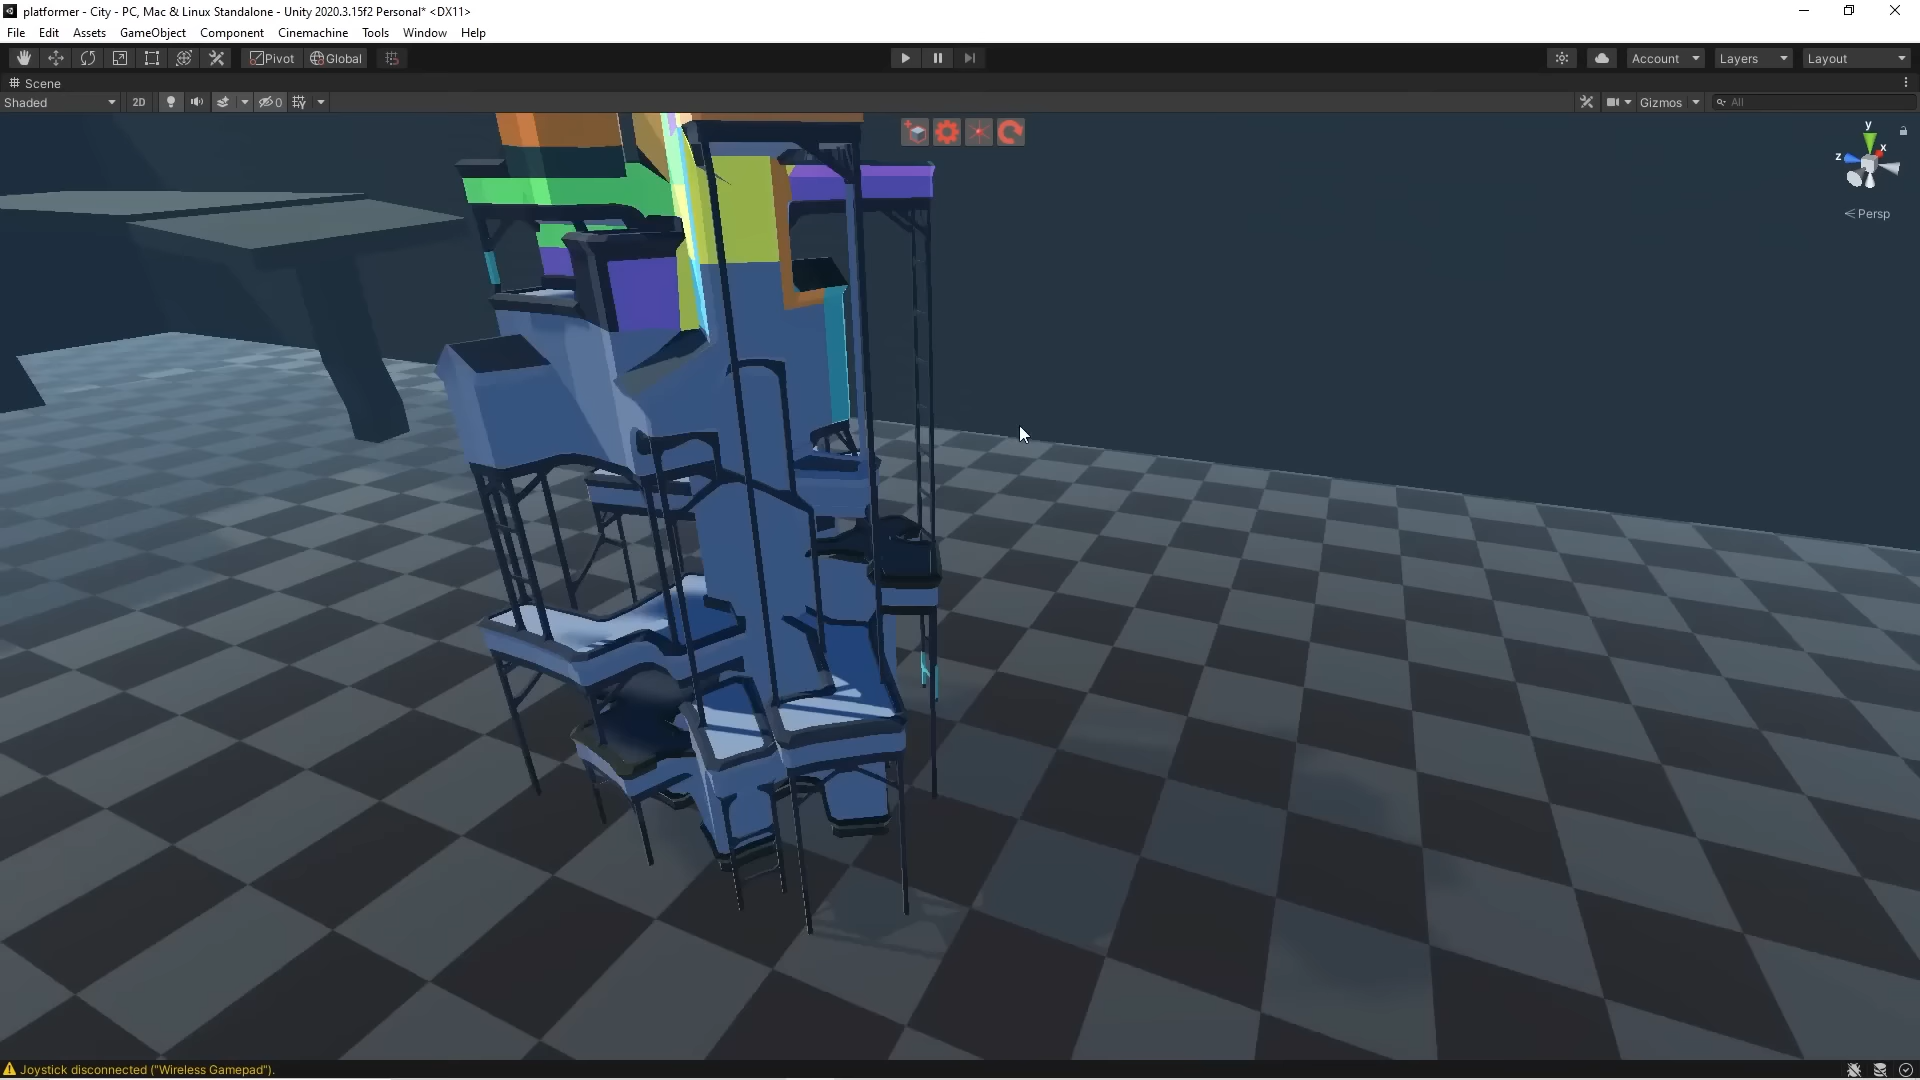 platformer - City - PC, Mac & Linux Standalone - Unity 2020.3.15f2 Personal* <DX11>
File Edit Assets GameObject Component Cinemachine Tools Window Help
Pivot Global Account Layers Layout
Scene
Shaded 2D 0 Gizmos All
y
x
z
Persp
Joystick disconnected ("Wireless Gamepad").